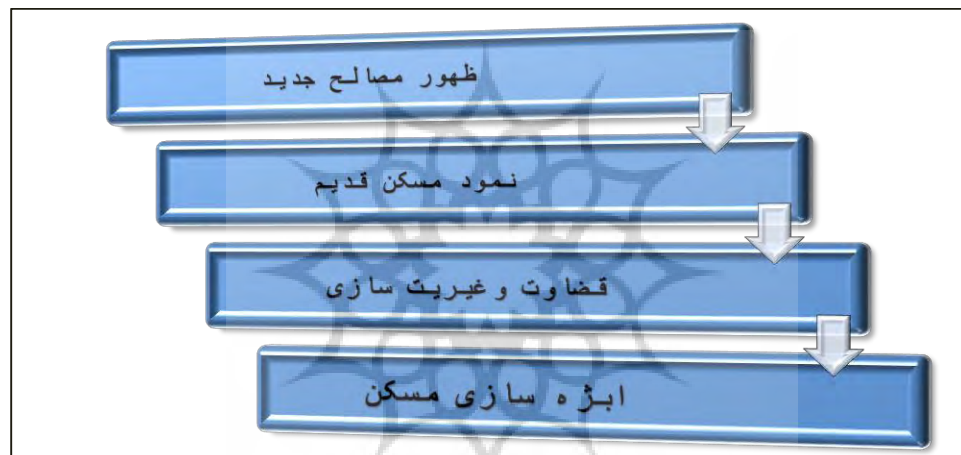 ظهور مصالح جدید
نمود مسکن قدیم
قضاوت و غیریت سازی
ابژه سازی مسکن